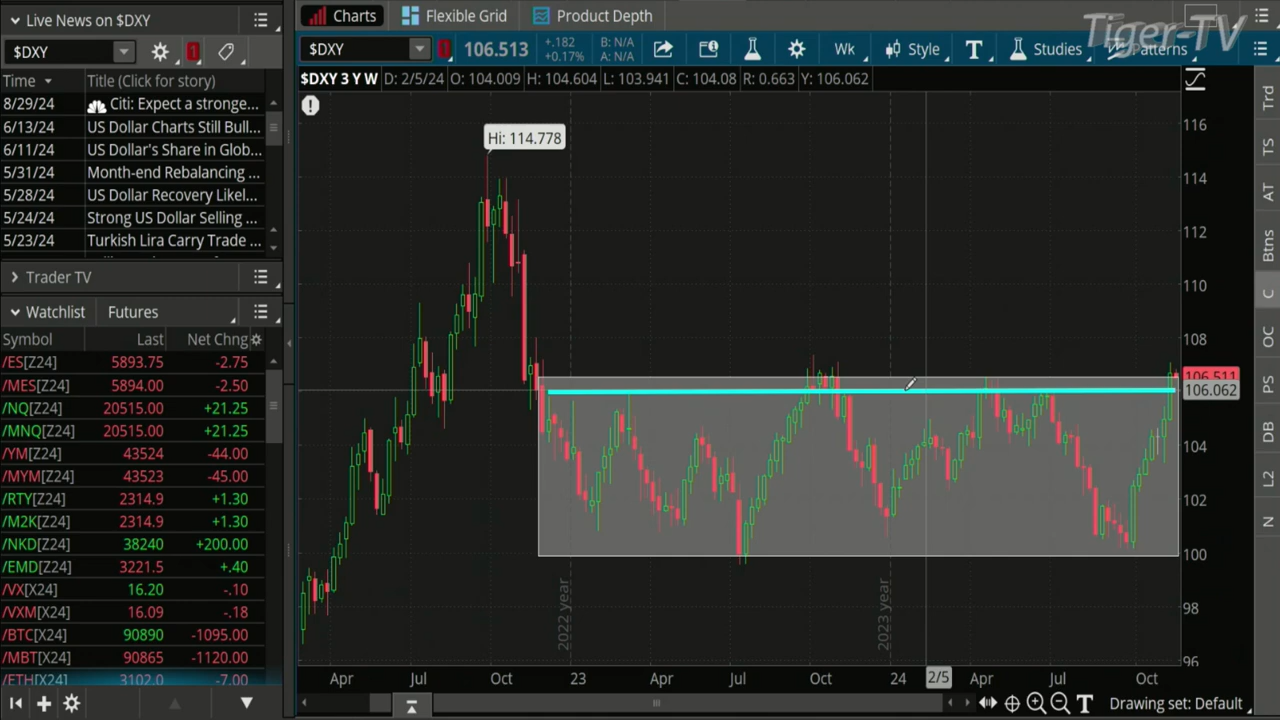 Live News on $DXY
Charts
Flexible Grid
Product Depth
Tiger-TV
$DXY
1
$DXY
106.513
+.182
+0.17%
B: N/A
A: N/A
Wk
Style
T
Studies
Patterns
Time
Title (Click for story)
$DXY 3 Y W
D: 2/5/24
O: 104.009
H: 104.604
L: 103.941
C: 104.08
R: 0.663
Y: 106.062
8/29/24 Citi: Expect a stronge...
6/13/24 US Dollar Charts Still Bull...
6/11/24 US Dollar's Share in Glob...
5/31/24 Month-end Rebalancing
5/28/24 US Dollar Recovery Likel...
5/24/24 Strong US Dollar Selling ...
5/23/24 Turkish Lira Carry Trade ...
Trader TV
Watchlist
Futures
Symbol Last Net Chng
/ES[Z24] 5893.75 -2.75
/MES[Z24] 5894.00 -2.50
/NQ[Z24] 20515.00 +21.25
/MNQ[Z24] 20515.00 +21.25
/YM[Z24] 43524 -44.00
/MYM[Z24] 43523 -45.00
/RTY[Z24] 2314.9 +1.30
/M2K[Z24] 2314.9 +1.30
/NKD[Z24] 38240 +200.00
/EMD[Z24] 3221.5 +.40
/VX[X24] 16.20 -.10
/VXM[X24] 16.09 -.18
/BTC[X24] 90890 -1095.00
/MBT[X24] 90865 -1120.00
/ETH[X24] 3102.0 -7.00
Hi: 114.778
116
114
112
110
108
106.511
106.062
104
102
100
98
96
2022 year
2023 year
Apr
Jul
Oct
23
Apr
Jul
Oct
24
2/5
Apr
Jul
Oct
T
Drawing set: Default
Trd
TS
AT
Btns
C
OC
PS
DB
L2
N